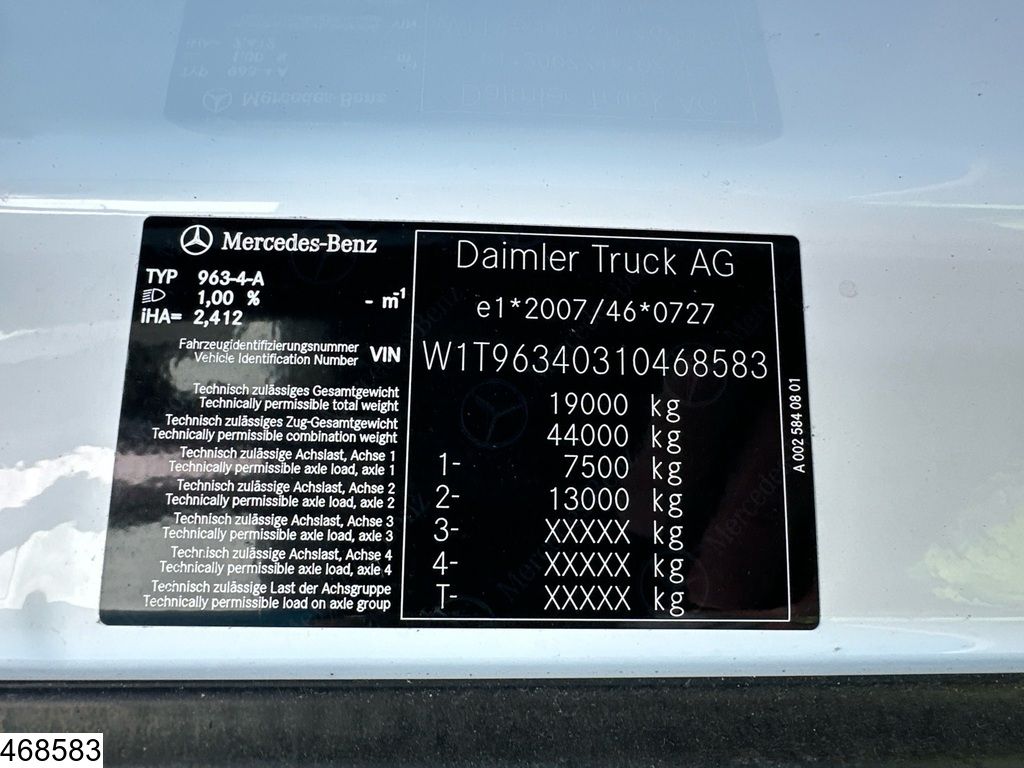 Mercedes-Benz
TYP 963-4-A
1,00 % - m-1
iHA= 2,412
Daimler Truck AG
e1*2007/46*0727
Fahrzeugidentifizierungsnummer
Vehicle Identification Number VIN W1T96340310468583
Technisch zulässiges Gesamtgewicht
Technically permissible total weight 19000 kg
Technisch zulässiges Zug-Gesamtgewicht
Technically permissible combination weight 44000 kg
Technisch zulässige Achslast, Achse 1
Technically permissible axle load, axle 1 1- 7500 kg
Technisch zulässige Achslast, Achse 2
Technically permissible axle load, axle 2 2- 13000 kg
Technisch zulässige Achslast, Achse 3
Technically permissible axle load, axle 3 3- XXXXX kg
Technisch zulässige Achslast, Achse 4
Technically permissible axle load, axle 4 4- XXXXX kg
Technisch zulässige Last der Achsgruppe
Technically permissible load on axle group T- XXXXX kg
A 002 584 08 01
468583